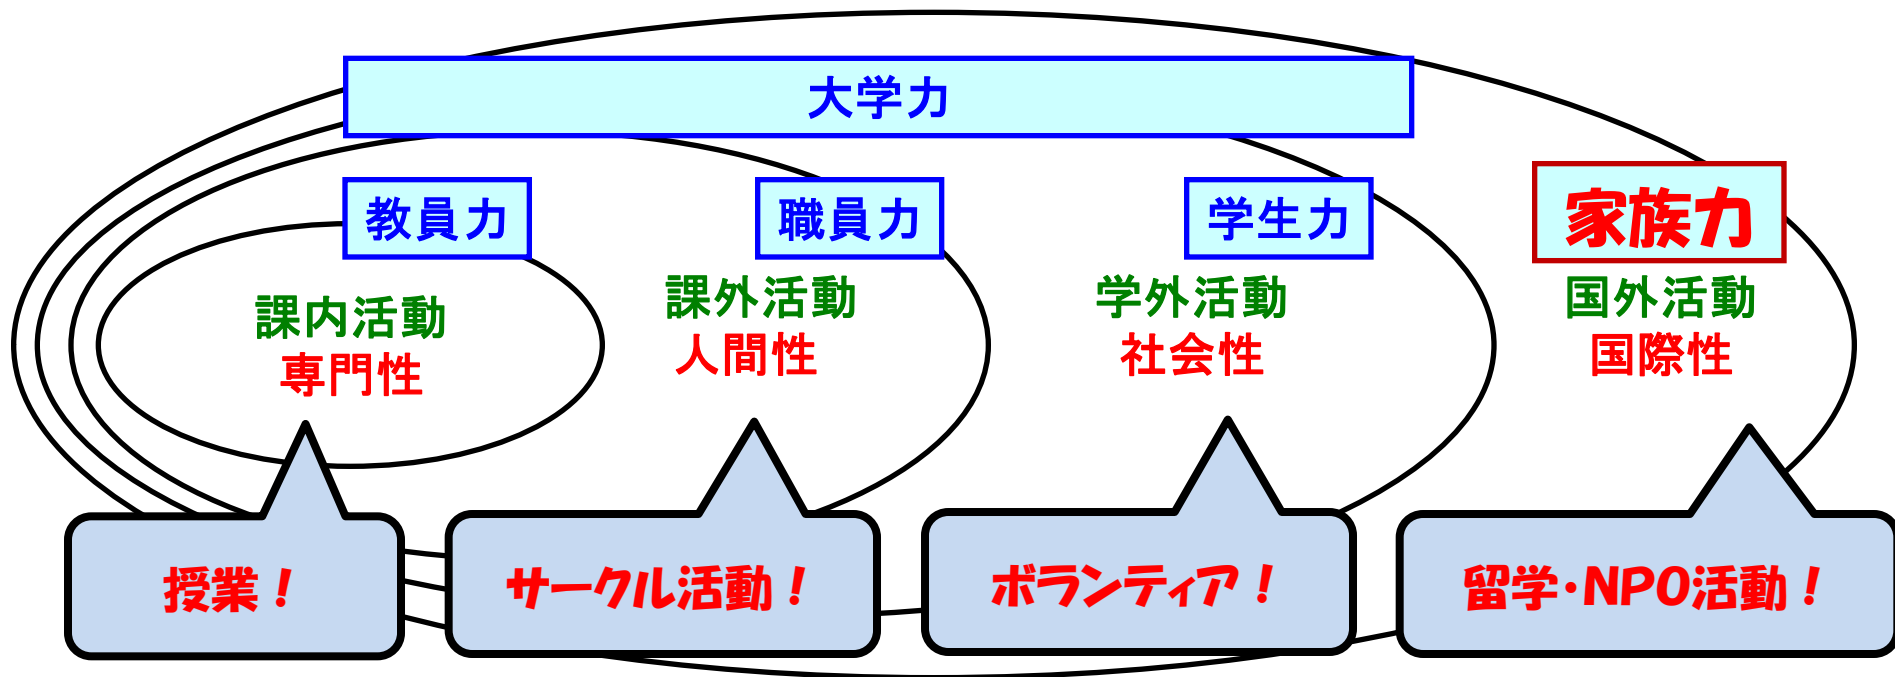 大学力
教員力
職員力
学生力
家族力
課内活動
専門性
課外活動
人間性
学外活動
社会性
国外活動
国際性
授業！
サークル活動！
ボランティア！
留学・NPO活動！